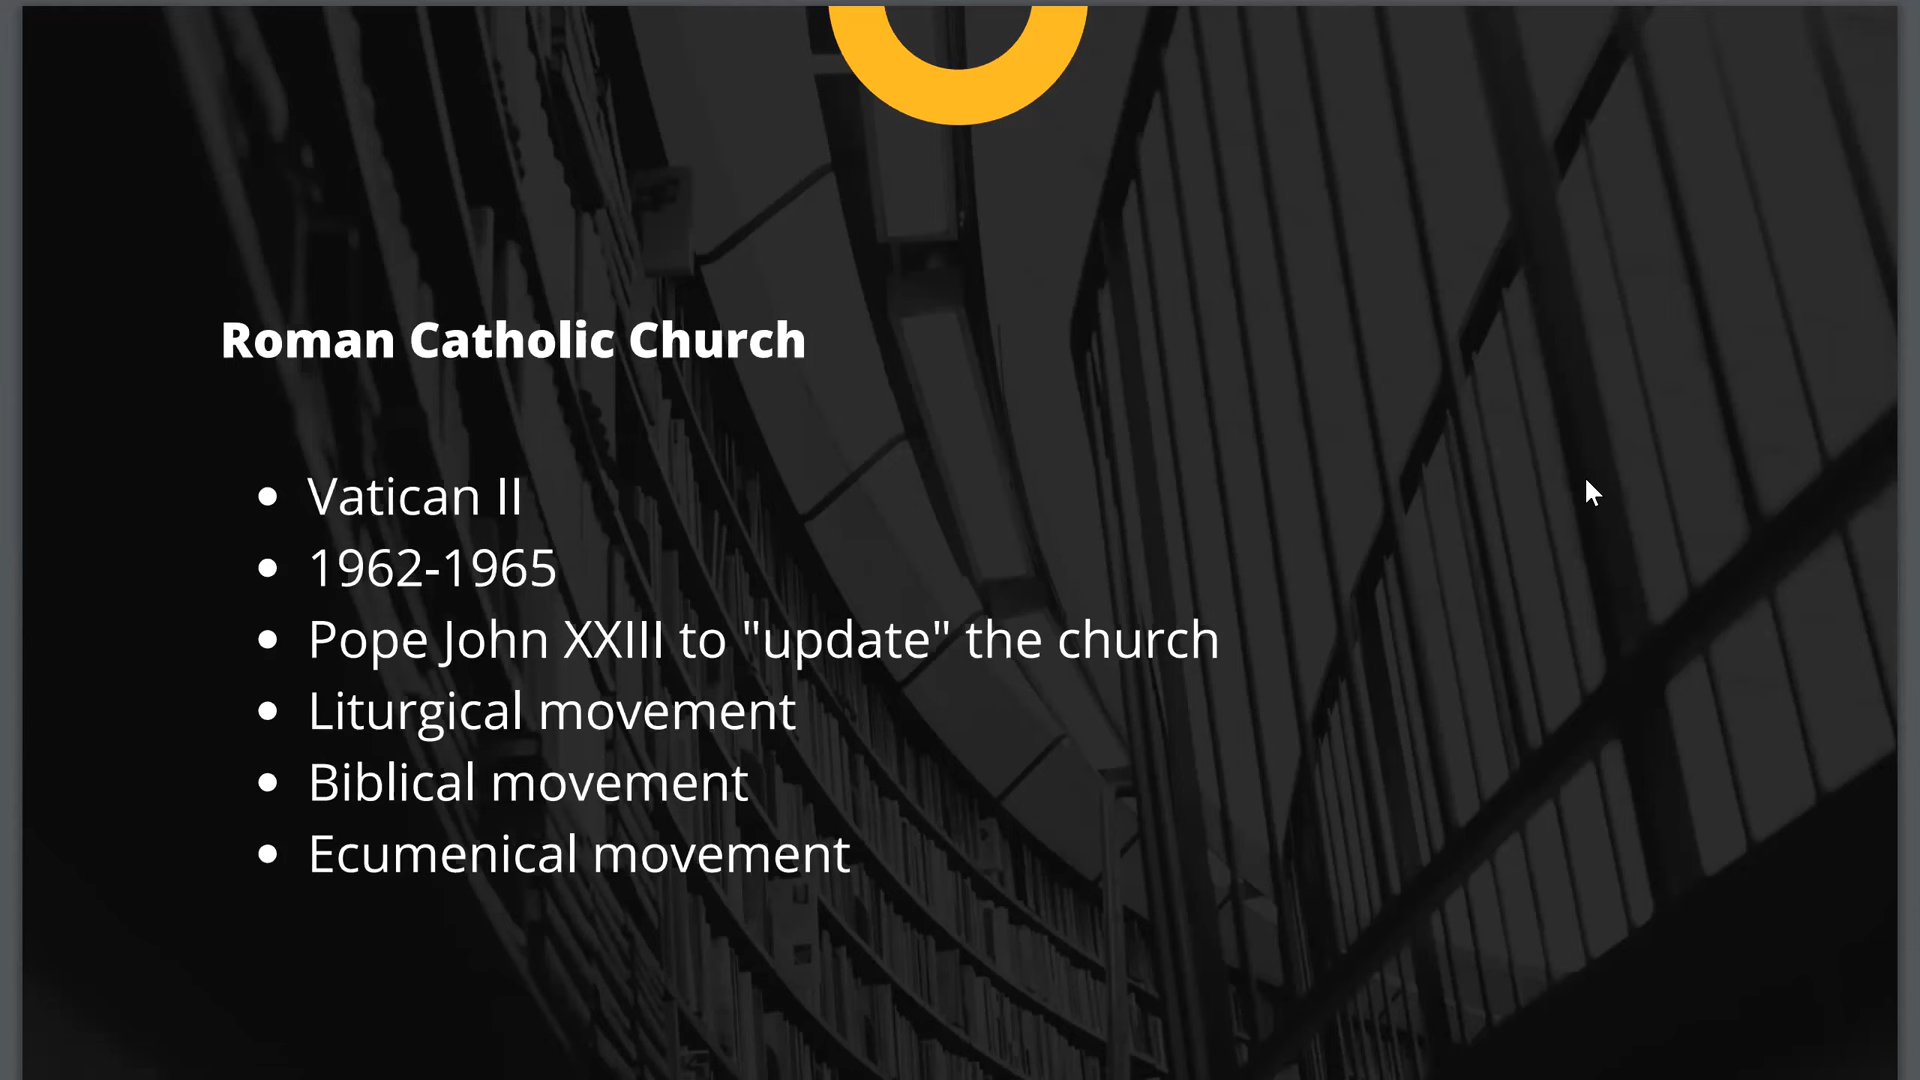 Roman Catholic Church
• Vatican II
• 1962-1965
• Pope John XXIII to "update" the church
• Liturgical movement
• Biblical movement
• Ecumenical movement